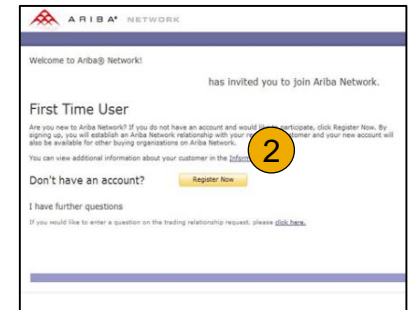 ARIBA® NETWORK
Welcome to Ariba® Network!
has invited you to join Ariba Network.
First Time User
Are you new to Ariba Network? If you do not have an account and would participate, click Register Now. By
signing up, you will establish an Ariba Network relationship with your customer and your new account will
also be available for other buying organizations on Ariba Network.
2
You can view additional information about your customer in the
Don't have an account?
Register Now
I have further questions
If you would like to enter a question on the trading relationship request, please click here.